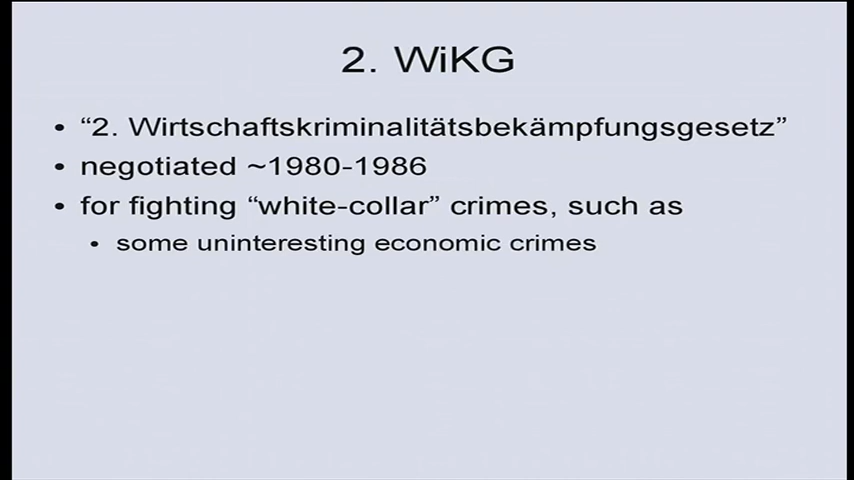 2. WiKG
• “2. Wirtschaftskriminalitätsbekämpfungsgesetz”
• negotiated ~1980-1986
• for fighting “white-collar” crimes, such as
• some uninteresting economic crimes